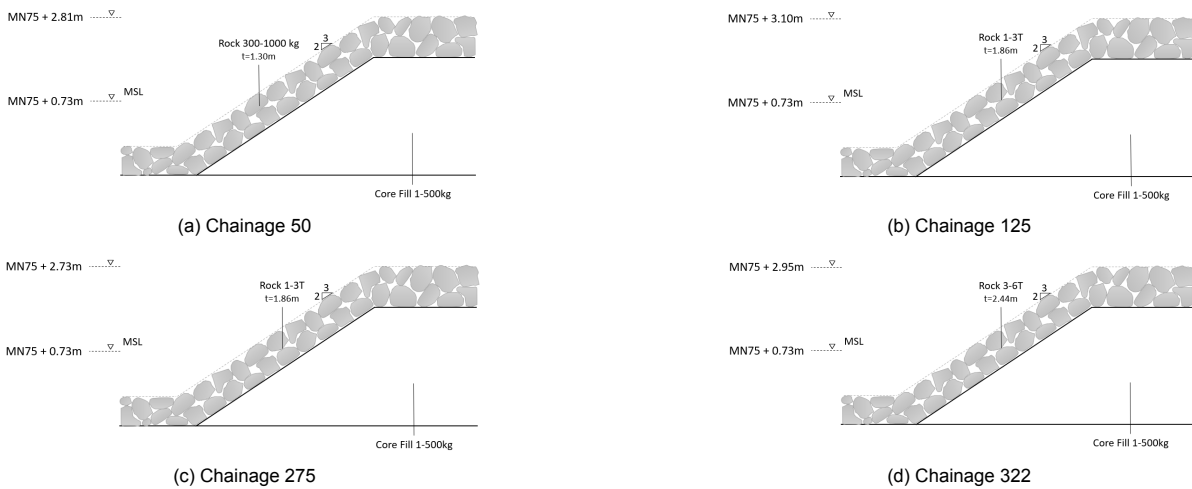 MN75 + 2.81m
Rock 300-1000 kg
t=1.30m
3
2
MSL
MN75 + 0.73m
Core Fill 1-500kg
(a) Chainage 50
MN75 + 3.10m
Rock 1-3T
t=1.86m
3
2
MSL
MN75 + 0.73m
Core Fill 1-500kg
(b) Chainage 125
MN75 + 2.73m
Rock 1-3T
t=1.86m
3
2
MSL
MN75 + 0.73m
Core Fill 1-500kg
(c) Chainage 275
MN75 + 2.95m
Rock 3-6T
t=2.44m
3
2
MSL
MN75 + 0.73m
Core Fill 1-500kg
(d) Chainage 322